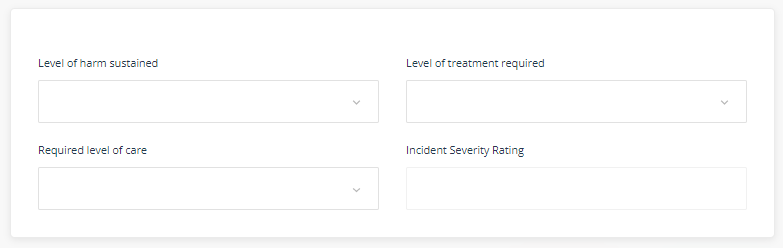 Level of harm sustained
Level of treatment required
Required level of care
Incident Severity Rating